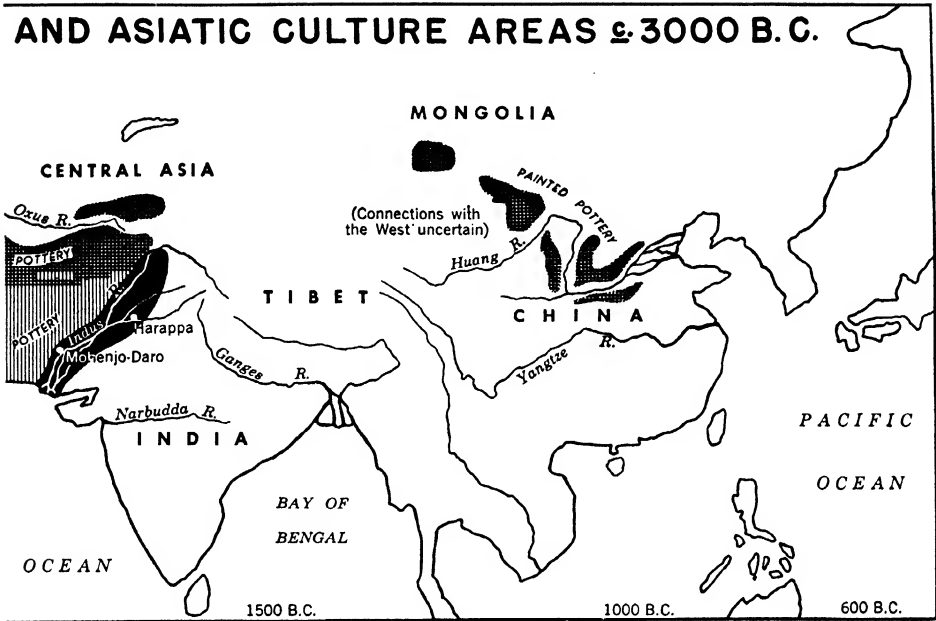 AND ASIATIC CULTURE AREAS c. 3000 B.C.
MONGOLIA
CENTRAL ASIA
PAINTED POTTERY
(Connections with
the West uncertain)
Oxus R.
POTTERY
Huang R.
TIBET
CHINA
Indus R.
Harappa
POTTERY
Mohenjo-Daro
Ganges R.
Yangtze R.
Narbudda R.
INDIA
PACIFIC
OCEAN
BAY OF
BENGAL
OCEAN
1500 B.C.
1000 B.C.
600 B.C.